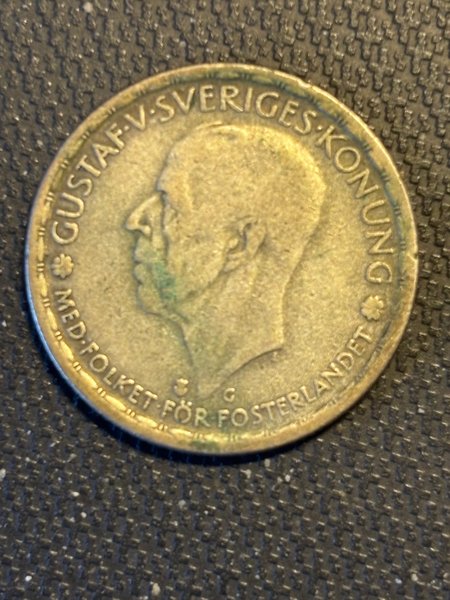 GUSTAF·V·SVERIGES·KONUNG
MED·FOLKET·FÖR·FOSTERLANDET
G